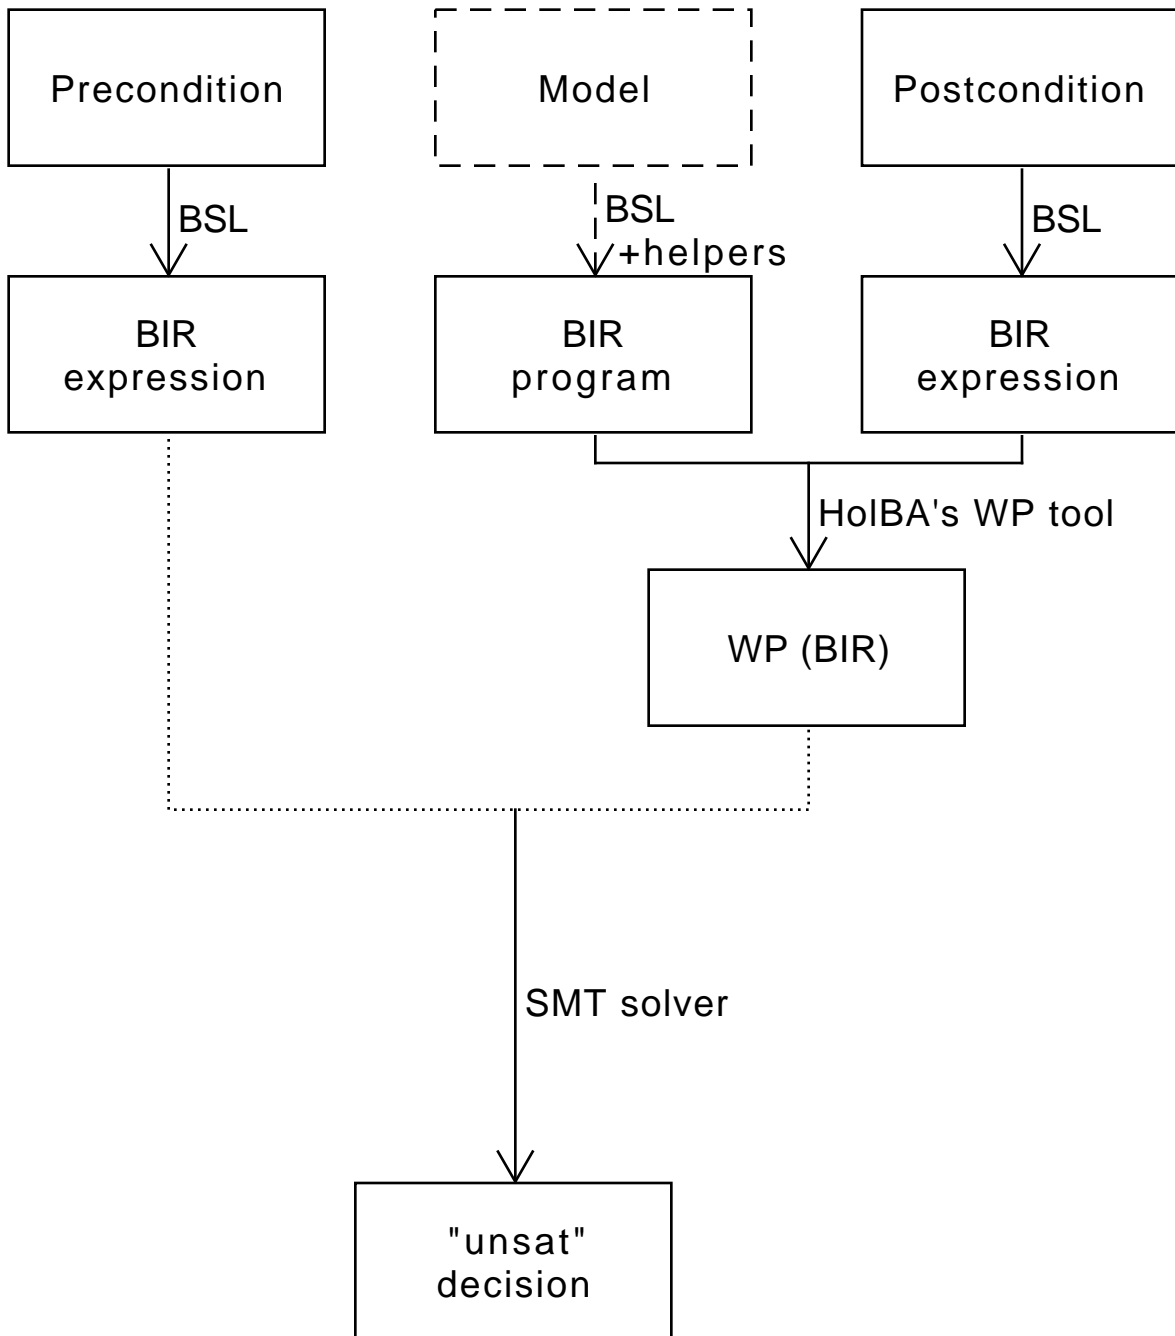 Precondition
Model
Postcondition
BSL
BSL
+helpers
BSL
BIR
expression
BIR
program
BIR
expression
HolBA's WP tool
WP (BIR)
SMT solver
"unsat"
decision